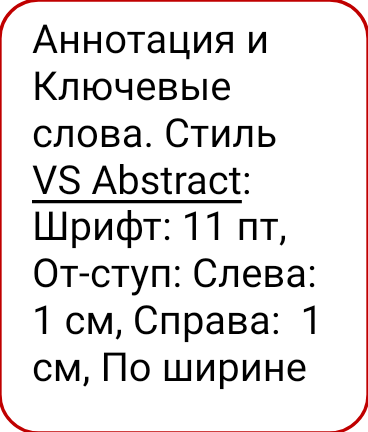 Аннотация и
Ключевые
слова. Стиль
VS Abstract:
Шрифт: 11 пт,
От-ступ: Слева:
1 см, Справа:  1
см, По ширине